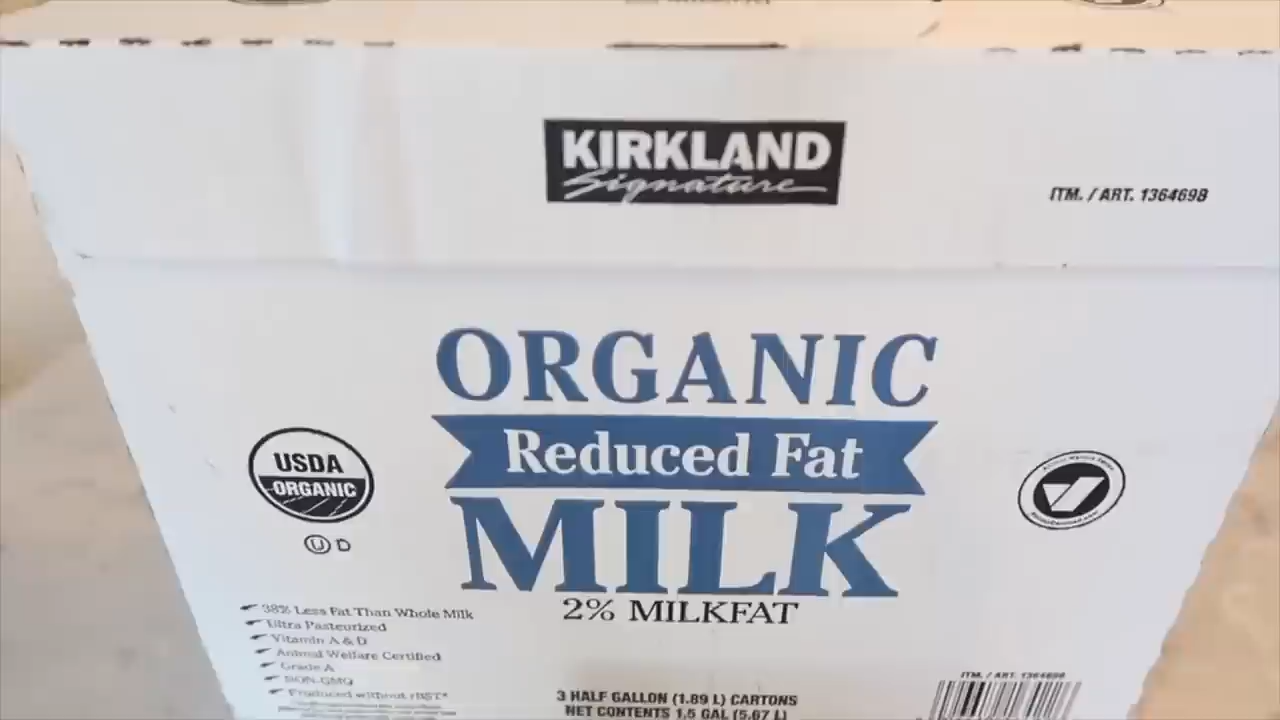 KIRKLAND
Signature
ITM. / ART. 1364698
ORGANIC
Reduced Fat
MILK
2% MILKFAT
USDA
ORGANIC
U D
38% Less Fat Than Whole Milk
Ultra Pasteurized
Vitamin A & D
Animal Welfare Certified
Grade A
NON-GMO
Produced without rBST*
3 HALF GALLON (1.89 L) CARTONS
NET CONTENTS 1.5 GAL (5.67 L)
ITM. / ART. 1364698